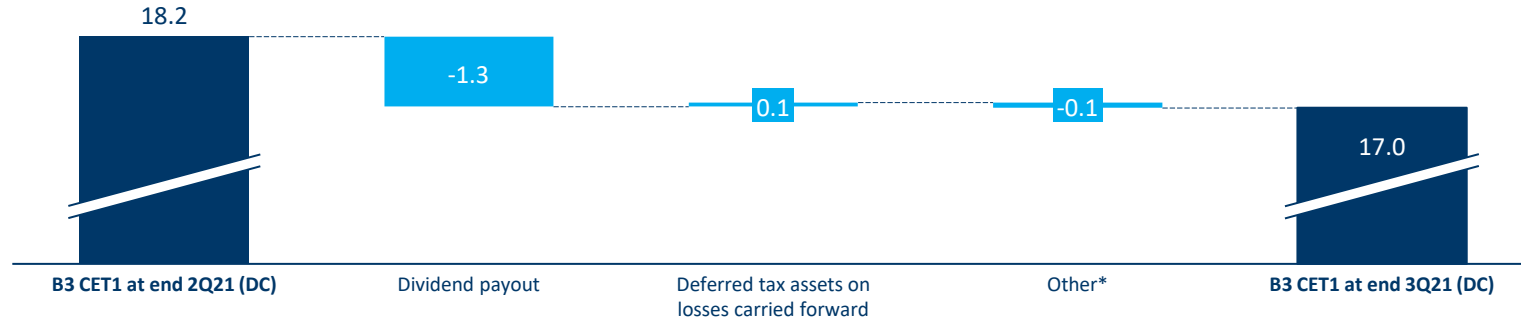 18.2
-1.3
0.1
-0.1
17.0
B3 CET1 at end 2Q21 (DC)
Dividend payout
Deferred tax assets on
losses carried forward
Other*
B3 CET1 at end 3Q21 (DC)